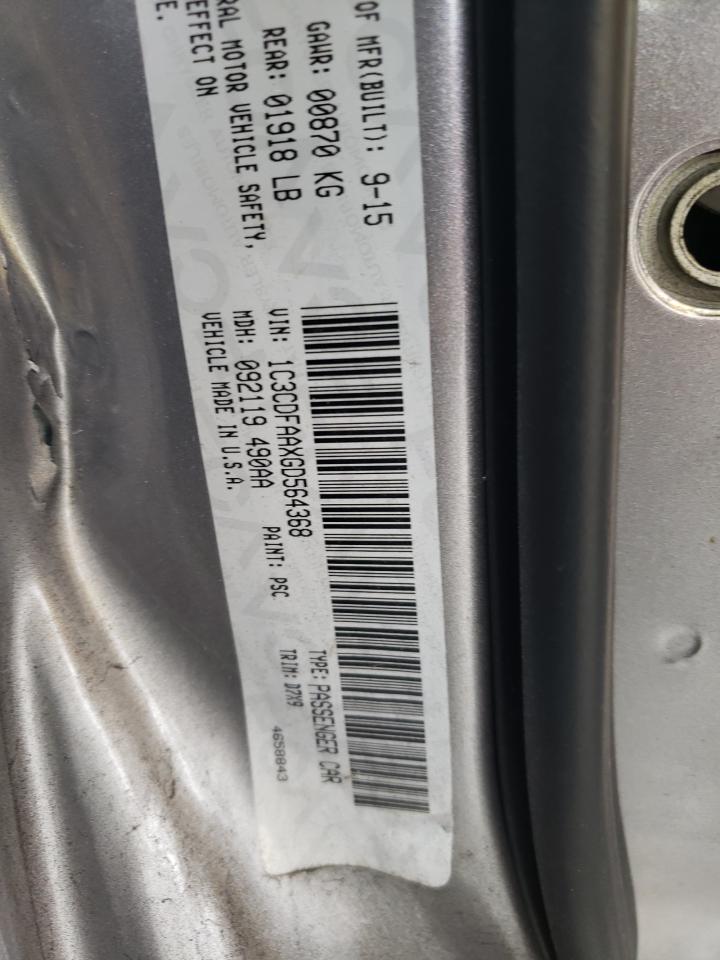 OF MFR(BUILT): 9-15
GAWR: 00870 KG
REAR: 01918 LB
RAL MOTOR VEHICLE SAFETY,
EFFECT ON
E.
VIN: 1C3CDFAAXGD564368
MDH: 092119 490AA
VEHICLE MADE IN U.S.A.
PAINT: PSC
TYPE: PASSENGER CAR
TRIM: D7X9
4658843